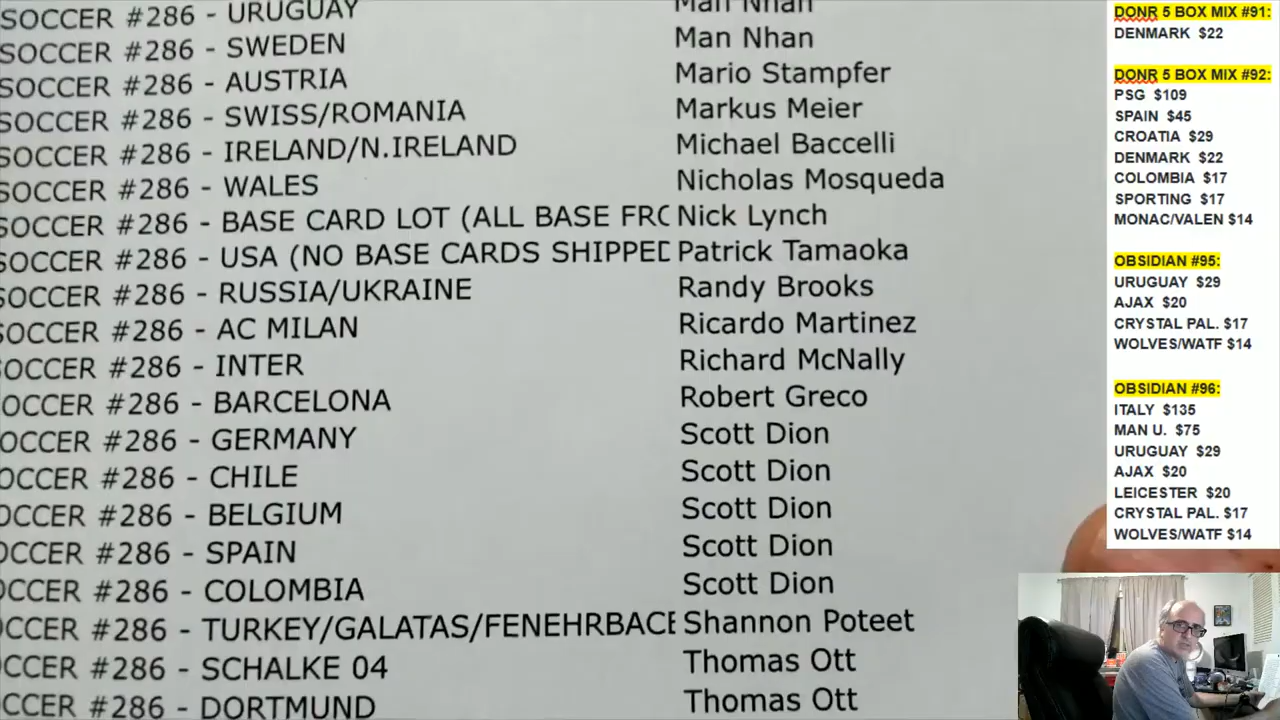 SOCCER #286 - URUGUAY Man Nhan
SOCCER #286 - SWEDEN Man Nhan
SOCCER #286 - AUSTRIA Mario Stampfer
SOCCER #286 - SWISS/ROMANIA Markus Meier
SOCCER #286 - IRELAND/N.IRELAND Michael Baccelli
SOCCER #286 - WALES Nicholas Mosqueda
SOCCER #286 - BASE CARD LOT (ALL BASE FRO Nick Lynch
SOCCER #286 - USA (NO BASE CARDS SHIPPED Patrick Tamaoka
SOCCER #286 - RUSSIA/UKRAINE Randy Brooks
SOCCER #286 - AC MILAN Ricardo Martinez
SOCCER #286 - INTER Richard McNally
OCCER #286 - BARCELONA Robert Greco
OCCER #286 - GERMANY Scott Dion
OCCER #286 - CHILE Scott Dion
OCCER #286 - BELGIUM Scott Dion
OCCER #286 - SPAIN Scott Dion
OCCER #286 - COLOMBIA Scott Dion
OCCER #286 - TURKEY/GALATAS/FENEHRBACE Shannon Poteet
CCER #286 - SCHALKE 04 Thomas Ott
CCER #286 - DORTMUND Thomas Ott
DONR 5 BOX MIX #91:
DENMARK $22
DONR 5 BOX MIX #92:
PSG $109
SPAIN $45
CROATIA $29
DENMARK $22
COLOMBIA $17
SPORTING $17
MONAC/VALEN $14
OBSIDIAN #95:
URUGUAY $29
AJAX $20
CRYSTAL PAL. $17
WOLVES/WATF $14
OBSIDIAN #96:
ITALY $135
MAN U. $75
URUGUAY $29
AJAX $20
LEICESTER $20
CRYSTAL PAL. $17
WOLVES/WATF $14